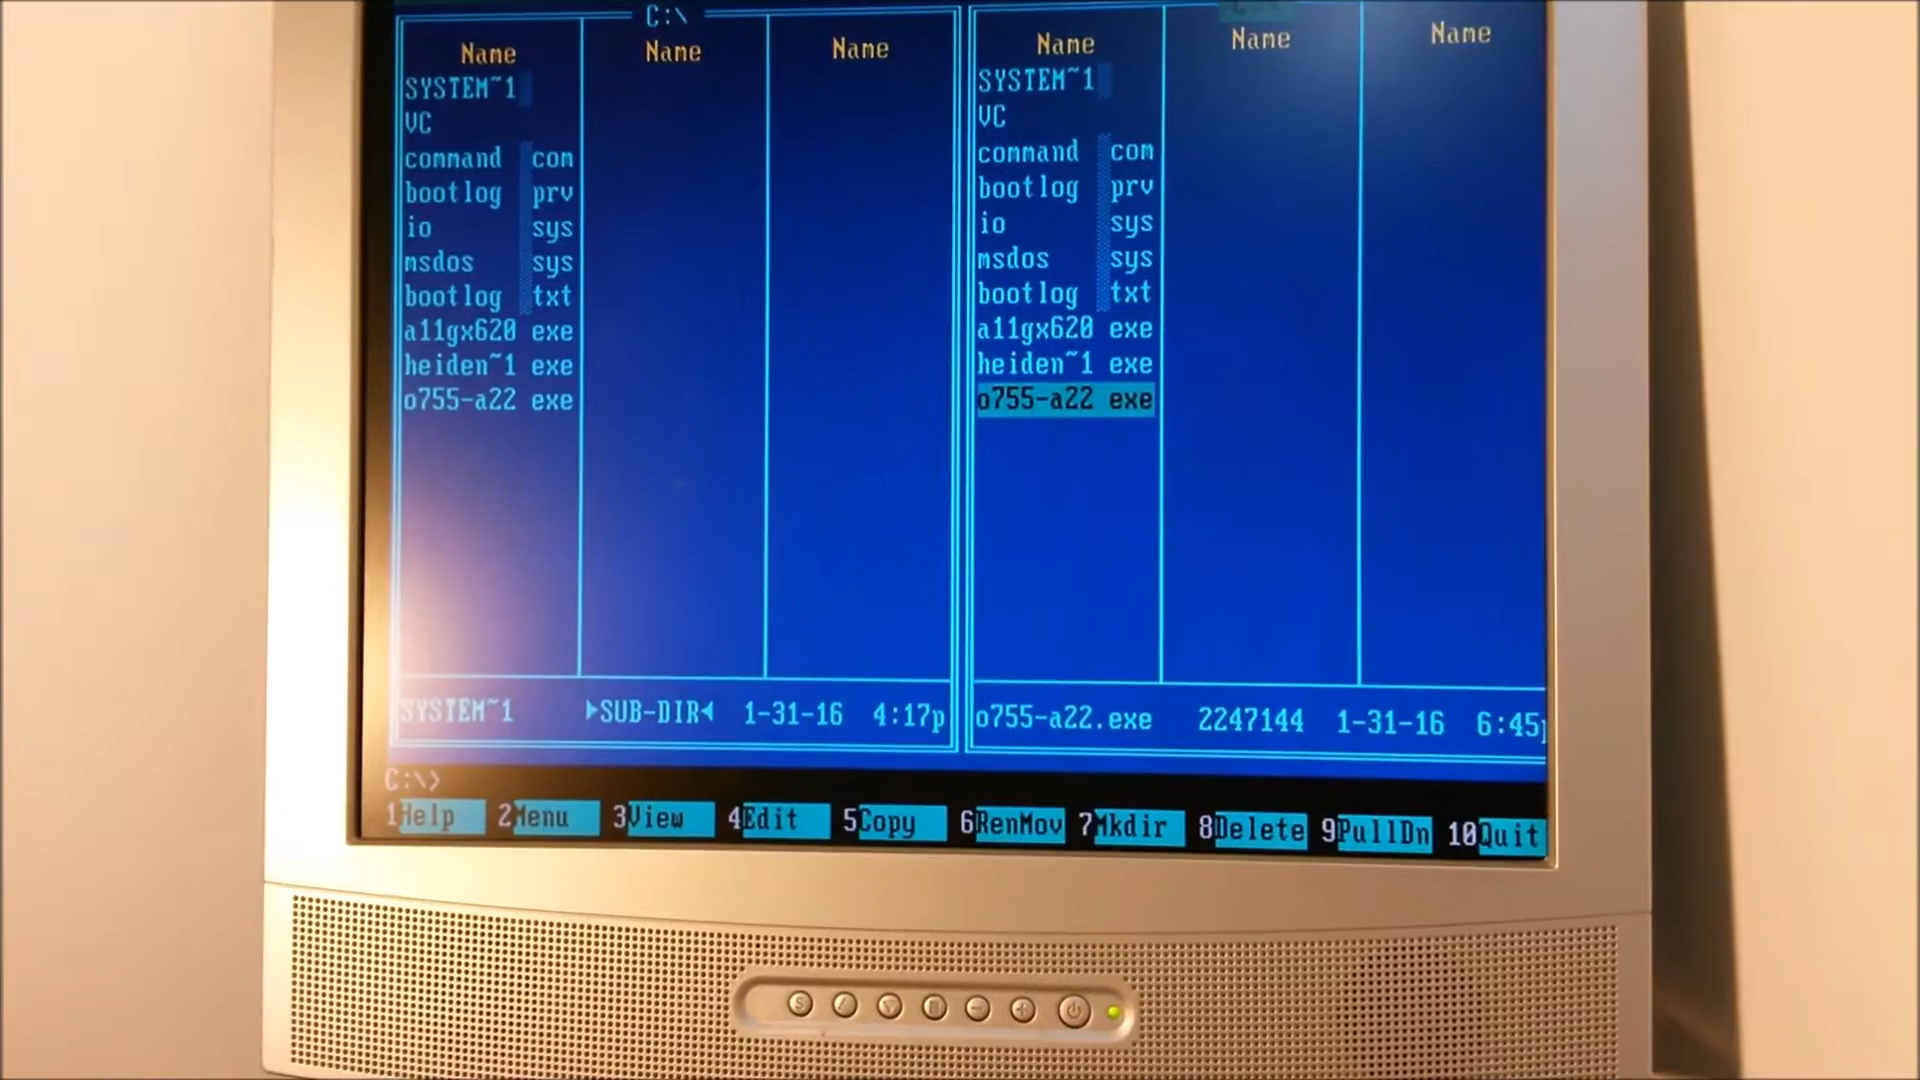 C:\
C:\
Name Name Name
Name Name Name
SYSTEM~1
VC
command com
bootlog prv
io sys
msdos sys
bootlog txt
a11gx620 exe
heiden~1 exe
o755-a22 exe
SYSTEM~1 ►SUB-DIR◄ 1-31-16 4:17p
SYSTEM~1
VC
command com
bootlog prv
io sys
msdos sys
bootlog txt
a11gx620 exe
heiden~1 exe
o755-a22 exe
o755-a22.exe 2247144 1-31-16 6:45p
C:\>
1Help 2Menu 3View 4Edit 5Copy 6RenMov 7Mkdir 8Delete 9PullDn 10Quit